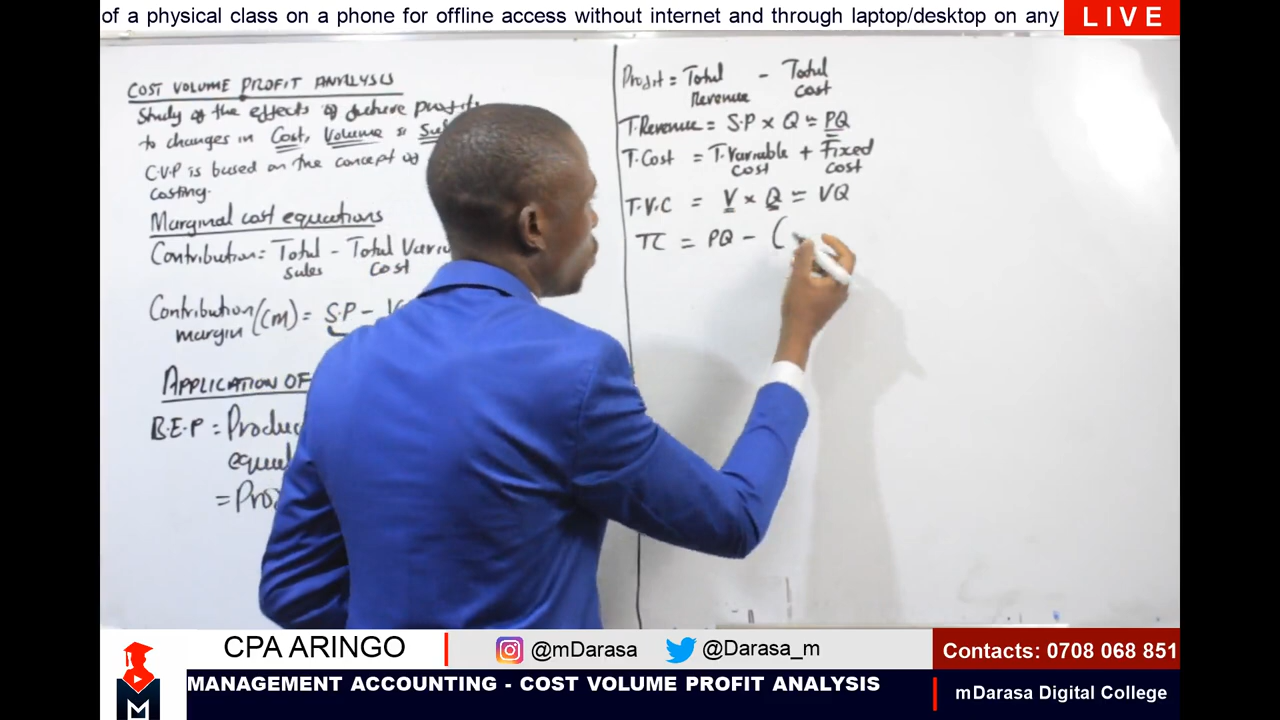 of a physical class on a phone for offline access without internet and through laptop/desktop on any
LIVE
COST VOLUME PROFIT ANALYSIS
Study of the effects of future profits
to changes in Cost, Volume &
C.V.P is based on the concept of
costing.
Marginal cost equations
Contribution = Total sales - Total Varia
cost
Contribution margin (Cm) = S.P - V
APPLICATION OF
B.E.P = Produc
equa
= Pro
Profit = Total Revenue - Total cost
T.Revenue = S.P x Q = PQ
T.Cost = T.Variable cost + Fixed cost
T.V.C = V x Q = VQ
TC = PQ - (
CPA ARINGO
@mDarasa
@Darasa_m
Contacts: 0708 068 851
MANAGEMENT ACCOUNTING - COST VOLUME PROFIT ANALYSIS
mDarasa Digital College
M